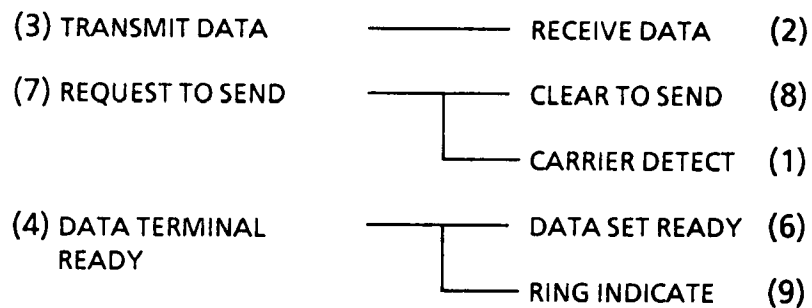 (3) TRANSMIT DATA RECEIVE DATA (2)
(7) REQUEST TO SEND CLEAR TO SEND (8)
CARRIER DETECT (1)
(4) DATA TERMINAL DATA SET READY (6)
READY
RING INDICATE (9)